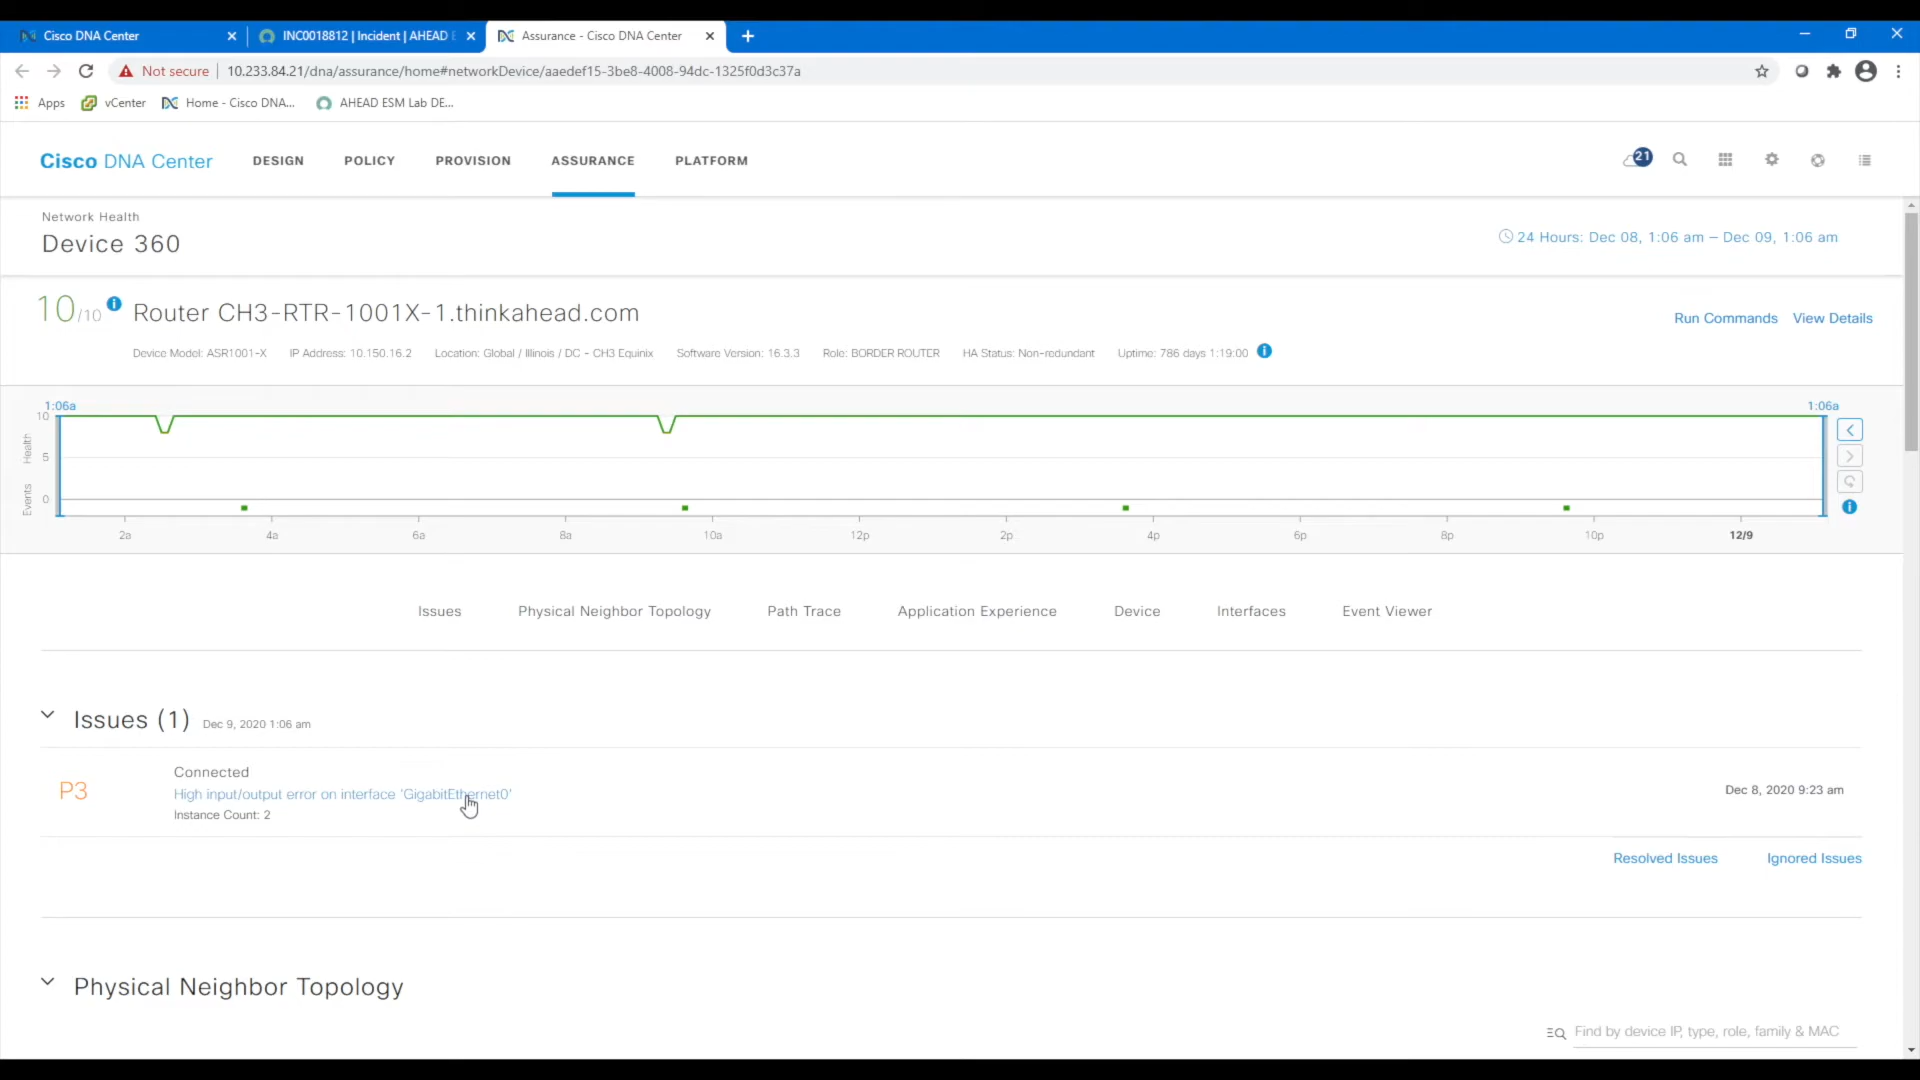 Cisco DNA Center
INC0018812 | Incident | AHEAD E
Assurance - Cisco DNA Center
Not secure
10.233.84.21/dna/assurance/home#networkDevice/aaedef15-3be8-4008-94dc-1325f0d3c37a
Apps
vCenter
Home - Cisco DNA...
AHEAD ESM Lab DE...
Cisco DNA Center
DESIGN
POLICY
PROVISION
ASSURANCE
PLATFORM
21
Network Health
Device 360
24 Hours: Dec 08, 1:06 am – Dec 09, 1:06 am
10/10
Router CH3-RTR-1001X-1.thinkahead.com
Run Commands
View Details
Device Model: ASR1001-X
IP Address: 10.150.16.2
Location: Global / Illinois / DC - CH3 Equinix
Software Version: 16.3.3
Role: BORDER ROUTER
HA Status: Non-redundant
Uptime: 786 days 1:19:00
1:06a
1:06a
10
5
0
Health
Events
2a
4a
6a
8a
10a
12p
2p
4p
6p
8p
10p
12/9
Issues
Physical Neighbor Topology
Path Trace
Application Experience
Device
Interfaces
Event Viewer
Issues (1)
Dec 9, 2020 1:06 am
P3
Connected
High input/output error on interface 'GigabitEthernet0'
Instance Count: 2
Dec 8, 2020 9:23 am
Resolved Issues
Ignored Issues
Physical Neighbor Topology
Find by device IP, type, role, family & MAC